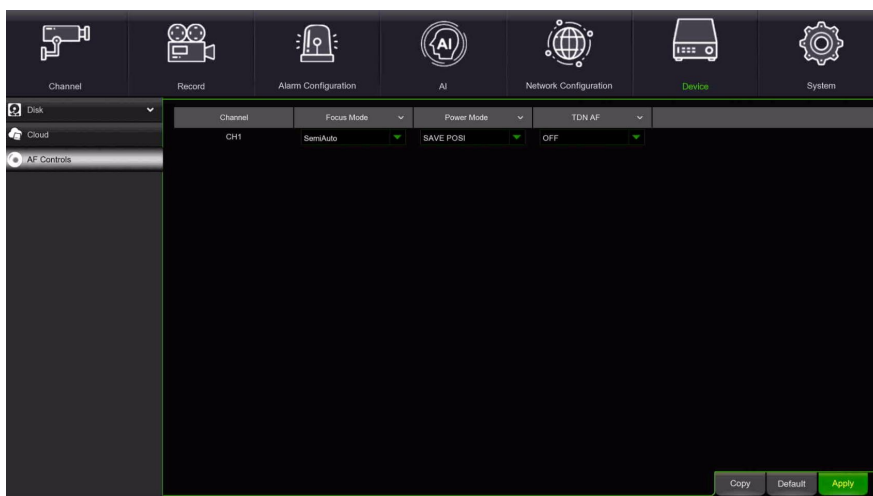 Channel
Record
Alarm Configuration
AI
AI
Network Configuration
Device
System
Disk
Cloud
AF Controls
Channel Focus Mode Power Mode TDN AF
CH1 SemiAuto SAVE POSI OFF
Copy Default Apply